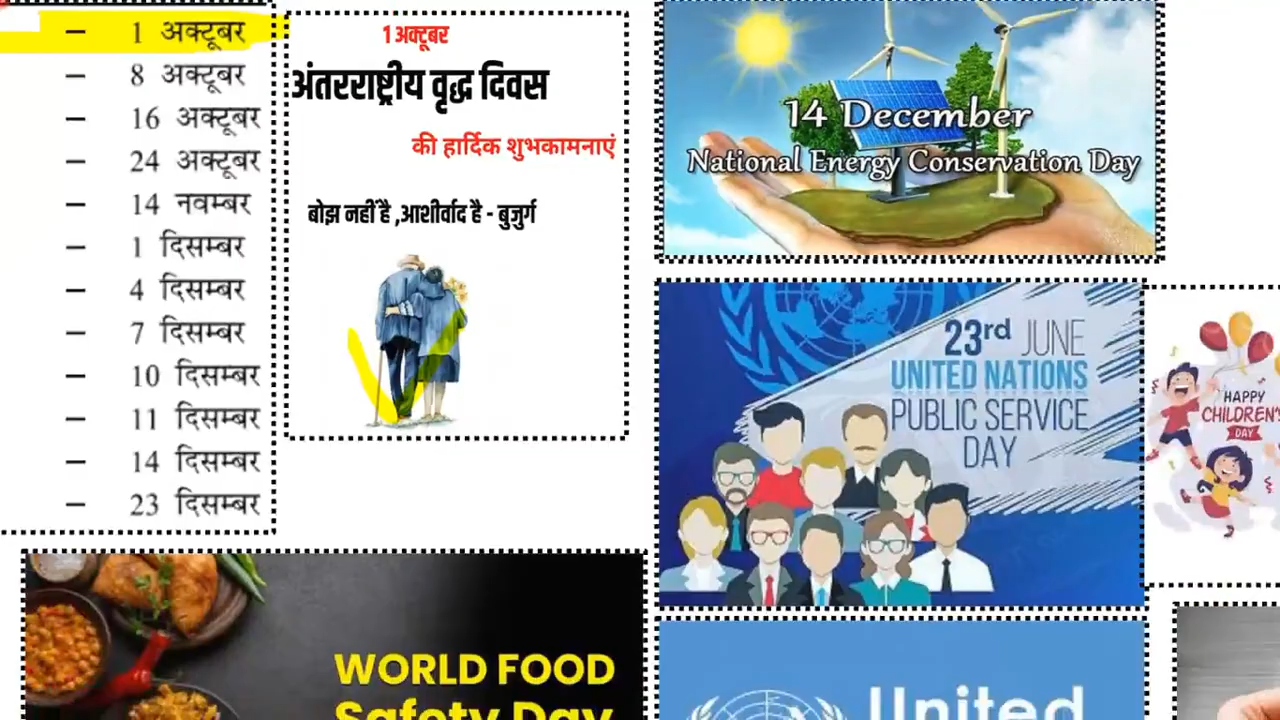 – 1 अक्टूबर
– 8 अक्टूबर
– 16 अक्टूबर
– 24 अक्टूबर
– 14 नवम्बर
– 1 दिसम्बर
– 4 दिसम्बर
– 7 दिसम्बर
– 10 दिसम्बर
– 11 दिसम्बर
– 14 दिसम्बर
– 23 दिसम्बर
1 अक्टूबर
अंतरराष्ट्रीय वृद्ध दिवस
की हार्दिक शुभकामनाएं
बोझ नहीं है ,आशीर्वाद है - बुजुर्ग
14 December
National Energy Conservation Day
23rd JUNE
UNITED NATIONS
PUBLIC SERVICE
DAY
HAPPY
CHILDREN'S
DAY
WORLD FOOD
Safety Day
United